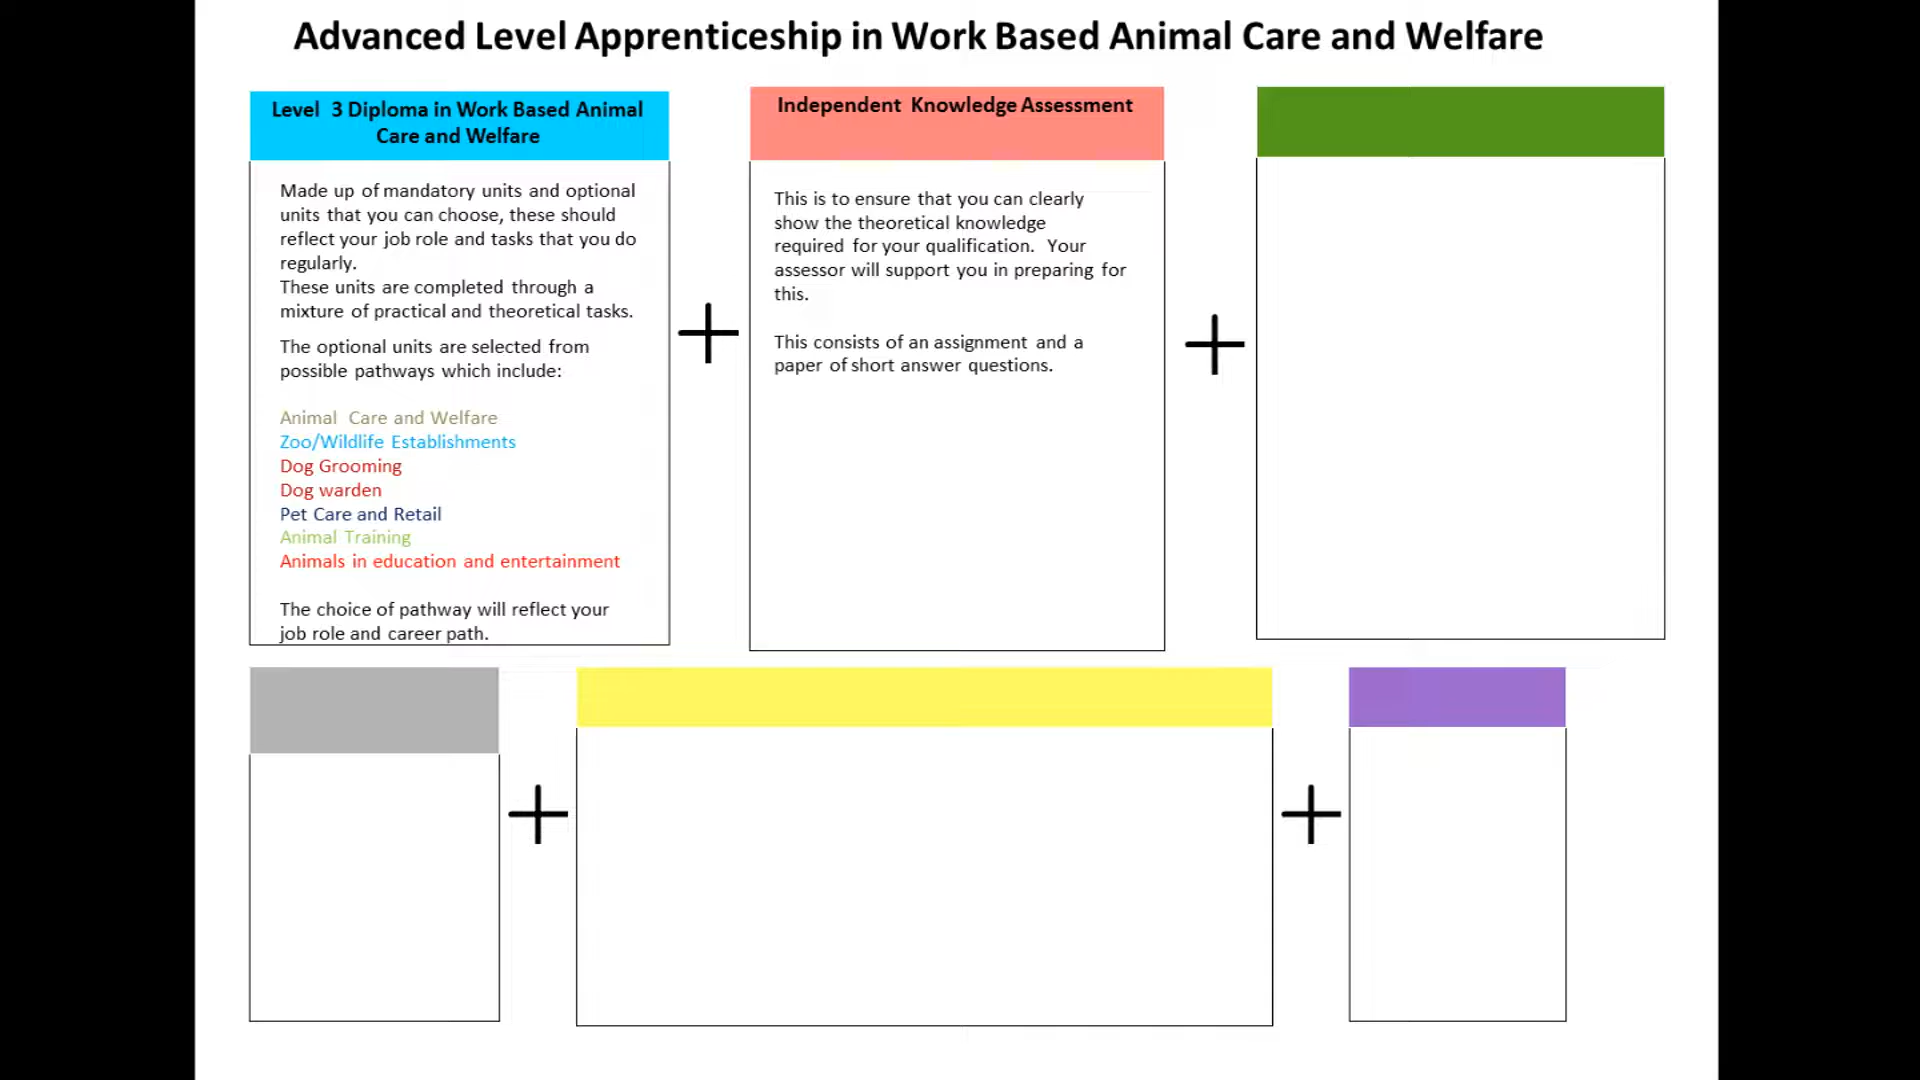 Advanced Level Apprenticeship in Work Based Animal Care and Welfare
Level 3 Diploma in Work Based Animal
Care and Welfare
Made up of mandatory units and optional
units that you can choose, these should
reflect your job role and tasks that you do
regularly.
These units are completed through a
mixture of practical and theoretical tasks.
The optional units are selected from
possible pathways which include:
Animal Care and Welfare
Zoo/Wildlife Establishments
Dog Grooming
Dog warden
Pet Care and Retail
Animal Training
Animals in education and entertainment
The choice of pathway will reflect your
job role and career path.
Independent Knowledge Assessment
This is to ensure that you can clearly
show the theoretical knowledge
required for your qualification. Your
assessor will support you in preparing for
this.
This consists of an assignment and a
paper of short answer questions.